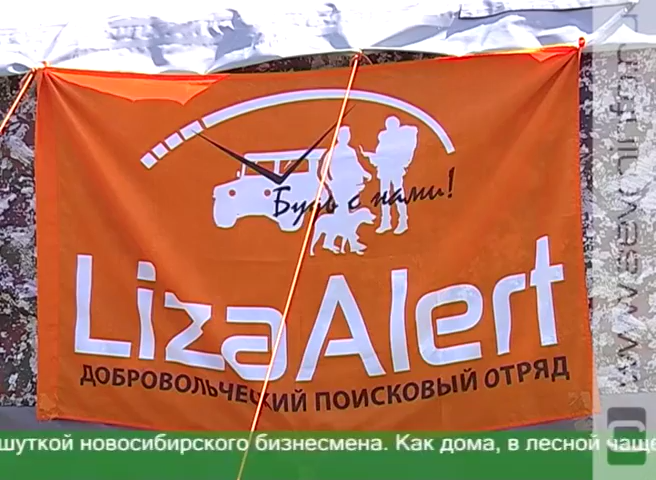 Будь с нами!
LizaAlert
ДОБРОВОЛЬЧЕСКИЙ ПОИСКОВЫЙ ОТРЯД
шуткой новосибирского бизнесмена. Как дома, в лесной чаще